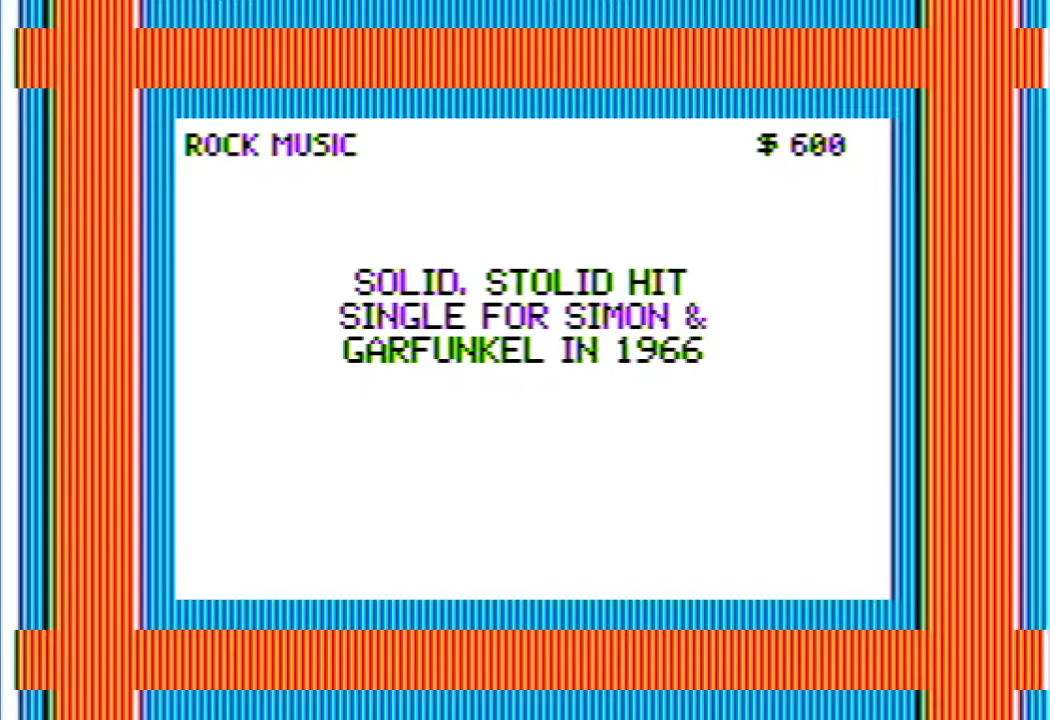 ROCK MUSIC $ 600
SOLID. STOLID HIT
SINGLE FOR SIMON &
GARFUNKEL IN 1966